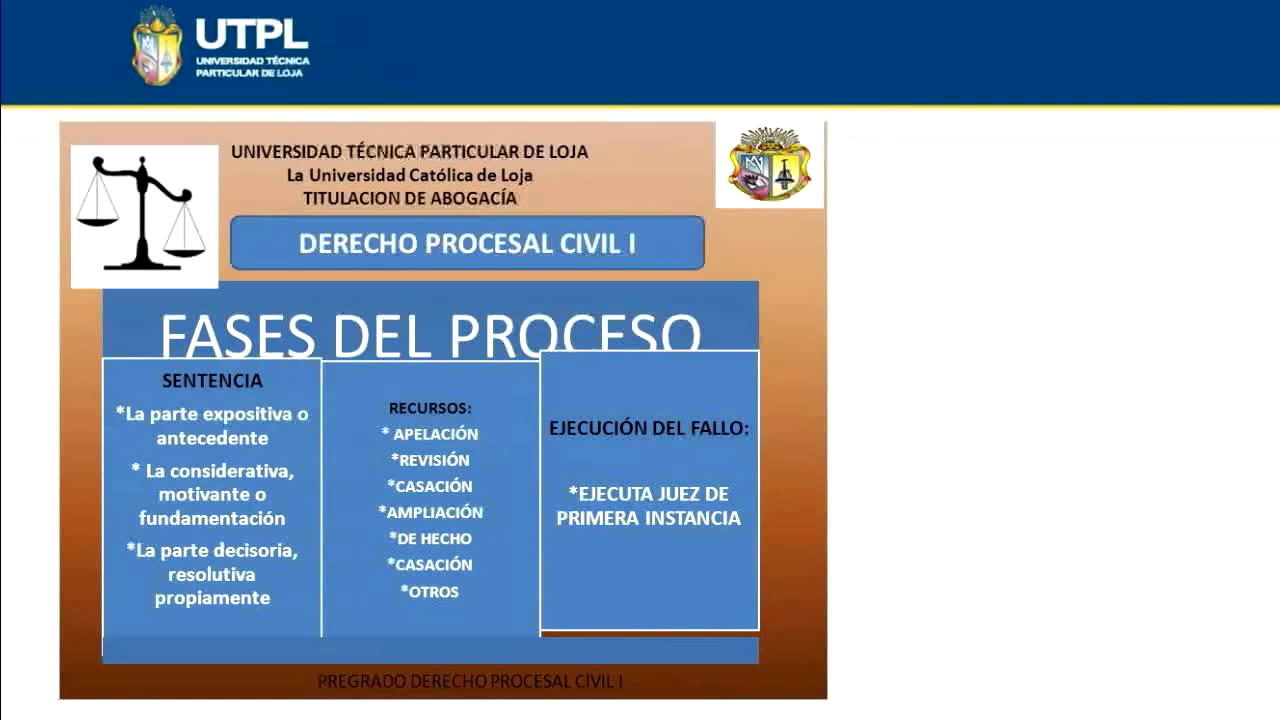 UTPL
UNIVERSIDAD TÉCNICA
PARTICULAR DE LOJA
UNIVERSIDAD TÉCNICA PARTICULAR DE LOJA
La Universidad Católica de Loja
TITULACION DE ABOGACÍA
DERECHO PROCESAL CIVIL I
FASES DEL PROCESO
SENTENCIA
*La parte expositiva o
antecedente
* La considerativa,
motivante o
fundamentación
*La parte decisoria,
resolutiva
propiamente
RECURSOS:
* APELACIÓN
*REVISIÓN
*CASACIÓN
*AMPLIACIÓN
*DE HECHO
*CASACIÓN
*OTROS
EJECUCIÓN DEL FALLO:
*EJECUTA JUEZ DE
PRIMERA INSTANCIA
PREGRADO DERECHO PROCESAL CIVIL I